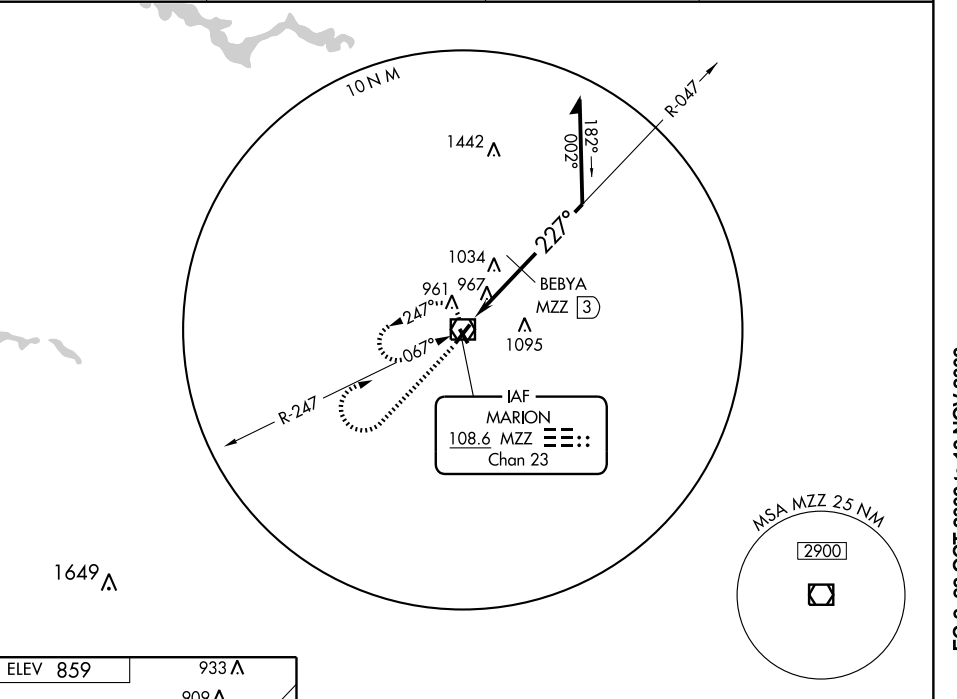 10 NM
R-047
1442
182°
002°
227°
1034
967
961
BEBYA
MZZ 3
247°
067°
1095
R-247
IAF
MARION
108.6 MZZ
Chan 23
MSA MZZ 25 NM
2900
1649
ELEV 859
933
909